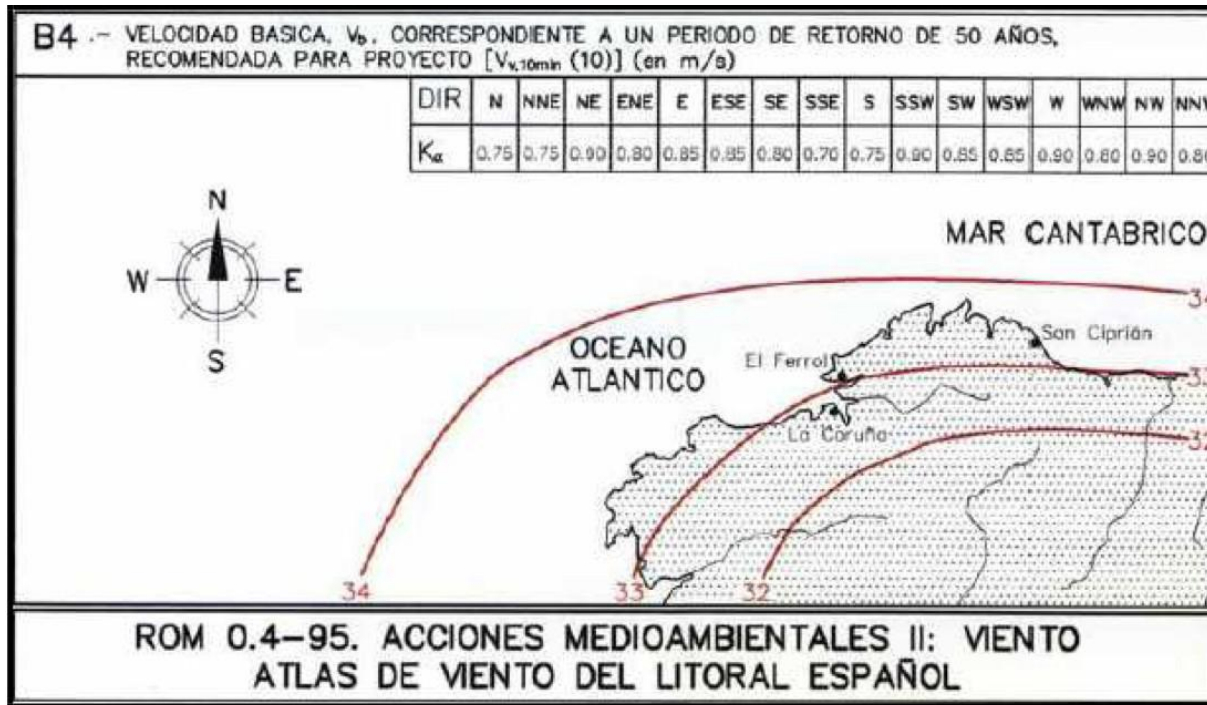 B4 .- VELOCIDAD BASICA, Vb, CORRESPONDIENTE A UN PERIODO DE RETORNO DE 50 AÑOS,
RECOMENDADA PARA PROYECTO [Vv,10min (10)] (en m/s)
DIR N NNE NE ENE E ESE SE SSE S SSW SW WSW W WNW NW
Kα 0.75 0.75 0.90 0.80 0.85 0.85 0.80 0.70 0.75 0.90 0.85 0.85 0.90 0.80 0.90
N
W E
S
MAR CANTABRICO
OCEANO
ATLANTICO
San Ciprián
El Ferrol
La Coruña
34 33 32
ROM 0.4-95. ACCIONES MEDIOAMBIENTALES II: VIENTO
ATLAS DE VIENTO DEL LITORAL ESPAÑOL